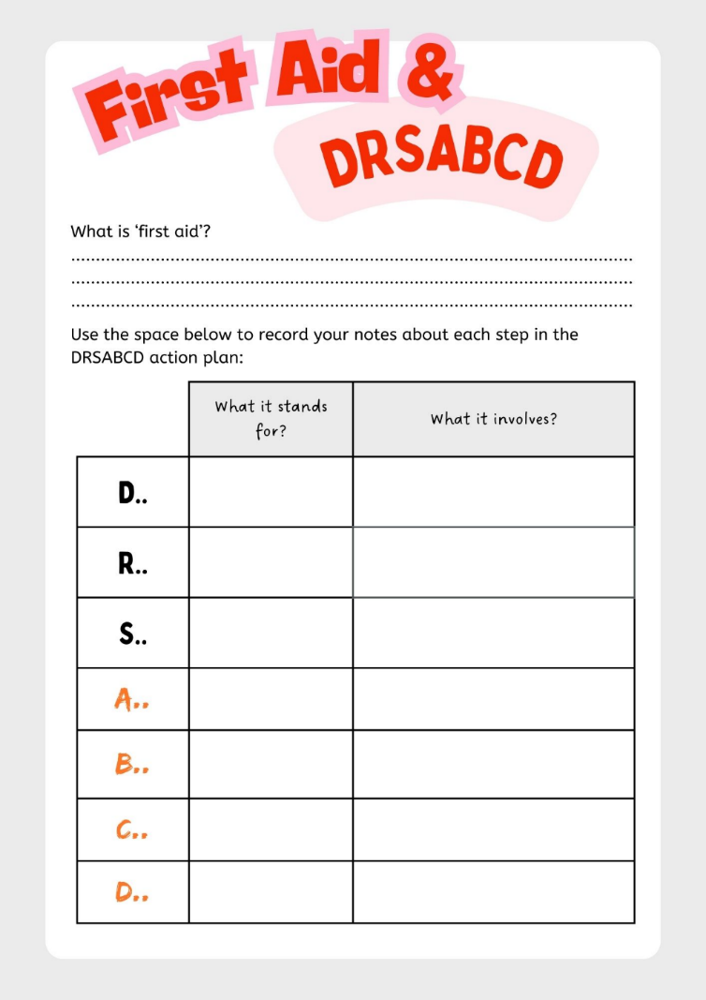 First Aid &
DRSABCD
What is ‘first aid’?
Use the space below to record your notes about each step in the
DRSABCD action plan:
What it stands
for?
What it involves?
D..
R..
S..
A..
B..
C..
D..